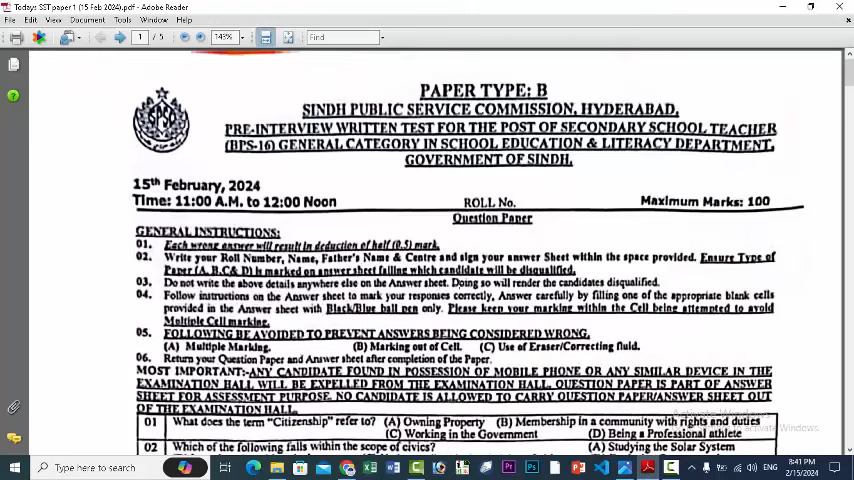 Todays SST paper 1 (15 Feb 2024).pdf - Adobe Reader
File Edit View Document Tools Window Help
1 / 5 143% Find
PAPER TYPE: B
SINDH PUBLIC SERVICE COMMISSION, HYDERABAD,
PRE-INTERVIEW WRITTEN TEST FOR THE POST OF SECONDARY SCHOOL TEACHER
(BPS-16) GENERAL CATEGORY IN SCHOOL EDUCATION & LITERACY DEPARTMENT,
GOVERNMENT OF SINDH.
15th February, 2024
Time: 11:00 A.M. to 12:00 Noon ROLL No. Maximum Marks: 100
Question Paper
GENERAL INSTRUCTIONS:
01. Each wrong answer will result in deduction of half (0.5) mark.
02. Write your Roll Number, Name, Father's Name & Centre and sign your answer Sheet within the space provided. Ensure Type of
Paper (A, B,C & D) is marked on answer sheet failing which candidate will be disqualified.
03. Do not write the above details anywhere else on the Answer sheet. Doing so will render the candidates disqualified.
04. Follow instructions on the Answer sheet to mark your responses correctly, Answer carefully by filling one of the appropriate blank cells
provided in the Answer sheet with Black/Blue ball pen only. Please keep your marking within the Cell being attempted to avoid
Multiple Cell marking.
05. FOLLOWING BE AVOIDED TO PREVENT ANSWERS BEING CONSIDERED WRONG.
(A) Multiple Marking. (B) Marking out of Cell. (C) Use of Eraser/Correcting fluid.
06. Return your Question Paper and Answer sheet after completion of the Paper.
MOST IMPORTANT:-ANY CANDIDATE FOUND IN POSSESSION OF MOBILE PHONE OR ANY SIMILAR DEVICE IN THE
EXAMINATION HALL WILL BE EXPELLED FROM THE EXAMINATION HALL. QUESTION PAPER IS PART OF ANSWER
SHEET FOR ASSESSMENT PURPOSE. NO CANDIDATE IS ALLOWED TO CARRY QUESTION PAPER/ANSWER SHEET OUT
OF THE EXAMINATION HALL.
Activate Windows
01 What does the term "Citizenship" refer to? (A) Owning Property (B) Membership in a community with rights and duties
(C) Working in the Government (D) Being a Professional athlete
02 Which of the following falls within the scope of civics? (A) Studying the Solar System
Type here to search
ENG 8:41 PM
2/15/2024